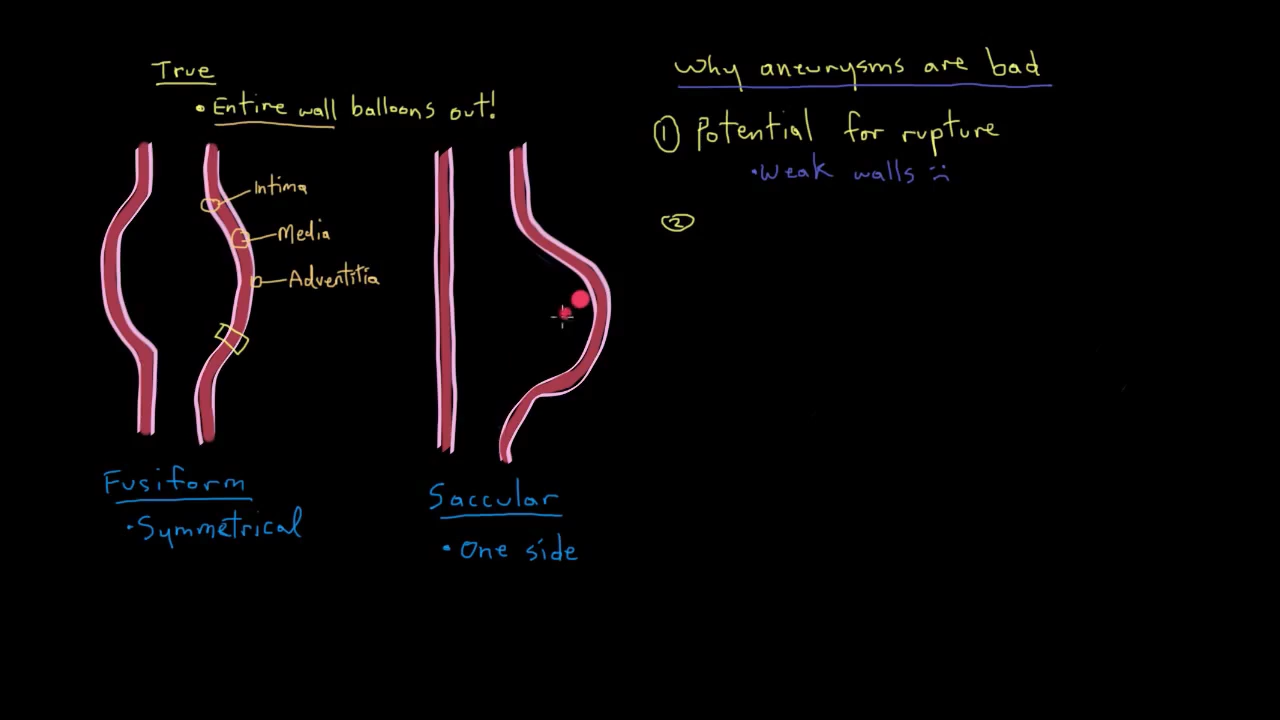 True
• Entire wall balloons out!
Intima
Media
Adventitia
Fusiform
• Symmetrical
Saccular
• One side
Why aneurysms are bad
① Potential for rupture
• Weak walls :(
②